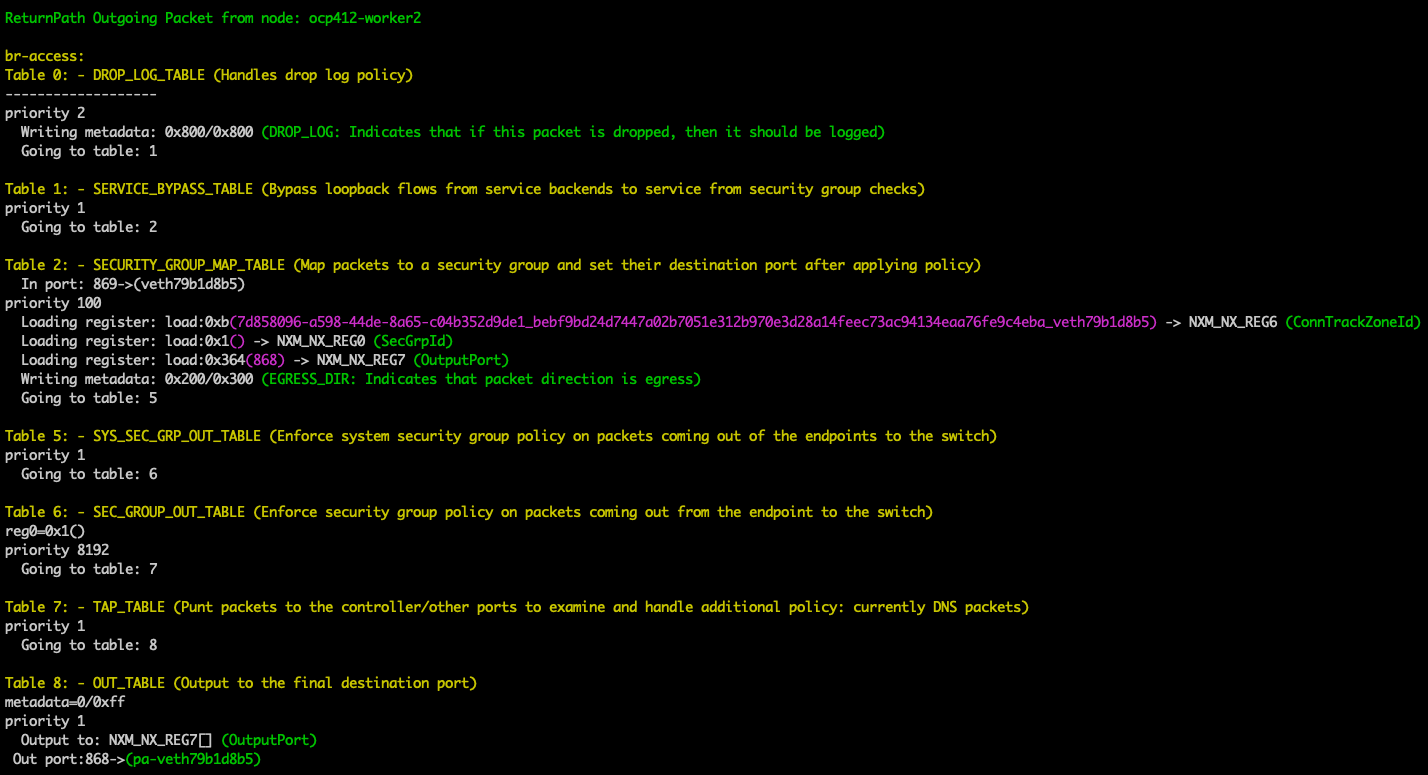 ReturnPath Outgoing Packet from node: ocp412-worker2
br-access:
Table 0: - DROP_LOG_TABLE (Handles drop log policy)
-------------------
priority 2
Writing metadata: 0x800/0x800 (DROP_LOG: Indicates that if this packet is dropped, then it should be logged)
Going to table: 1
Table 1: - SERVICE_BYPASS_TABLE (Bypass loopback flows from service backends to service from security group checks)
priority 1
Going to table: 2
Table 2: - SECURITY_GROUP_MAP_TABLE (Map packets to a security group and set their destination port after applying policy)
In port: 869->(veth79b1d8b5)
priority 100
Loading register: load:0xb(7d858096-a598-44de-8a65-c04b352d9de1_bebf9bd24d7447a02b7051e312b970e3d28a14feec73ac94134eaa76fe9c4eba_veth79b1d8b5) -> NXM_NX_REG6 (ConnTrackZoneId)
Loading register: load:0x1() -> NXM_NX_REG0 (SecGrpId)
Loading register: load:0x364(868) -> NXM_NX_REG7 (OutputPort)
Writing metadata: 0x200/0x300 (EGRESS_DIR: Indicates that packet direction is egress)
Going to table: 5
Table 5: - SYS_SEC_GRP_OUT_TABLE (Enforce system security group policy on packets coming out of the endpoints to the switch)
priority 1
Going to table: 6
Table 6: - SEC_GROUP_OUT_TABLE (Enforce security group policy on packets coming out from the endpoint to the switch)
reg0=0x1()
priority 8192
Going to table: 7
Table 7: - TAP_TABLE (Punt packets to the controller/other ports to examine and handle additional policy: currently DNS packets)
priority 1
Going to table: 8
Table 8: - OUT_TABLE (Output to the final destination port)
metadata=0/0xff
priority 1
Output to: NXM_NX_REG7[] (OutputPort)
Out port:868->(pa-veth79b1d8b5)